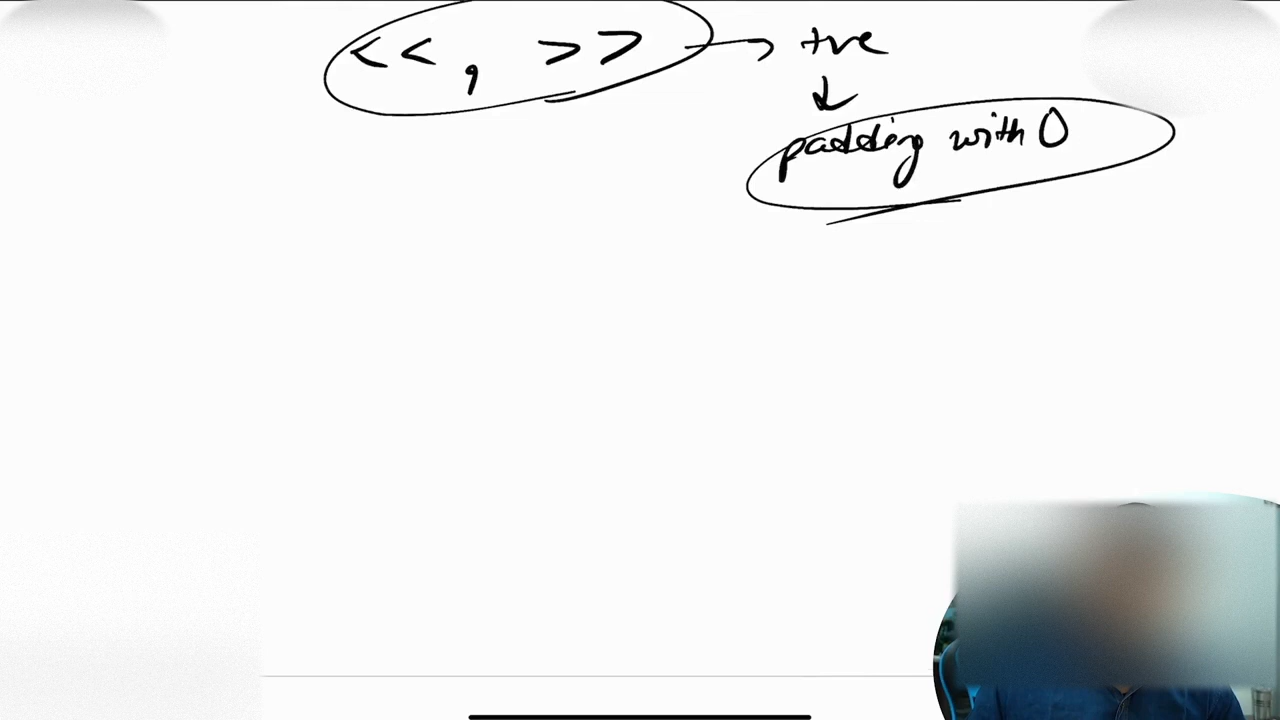 << , >> → +ve
↓
padding with 0